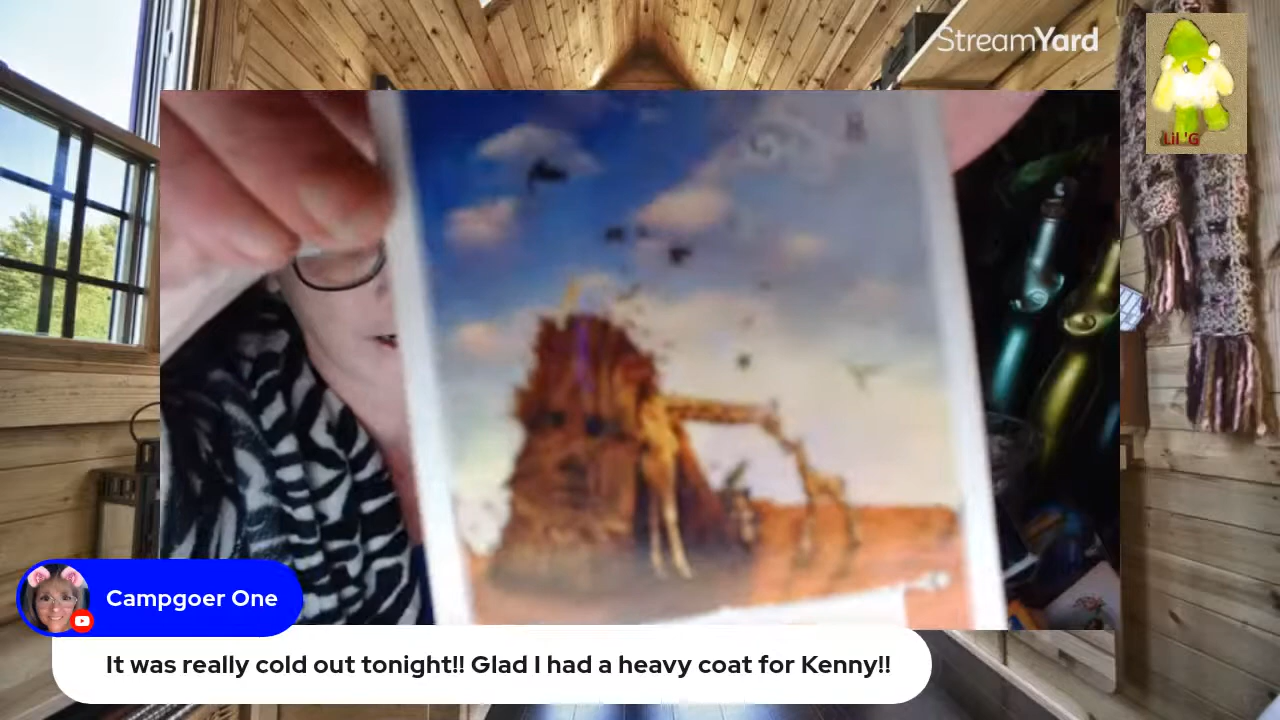 StreamYard
LiL'G
Campgoer One
It was really cold out tonight!! Glad I had a heavy coat for Kenny!!